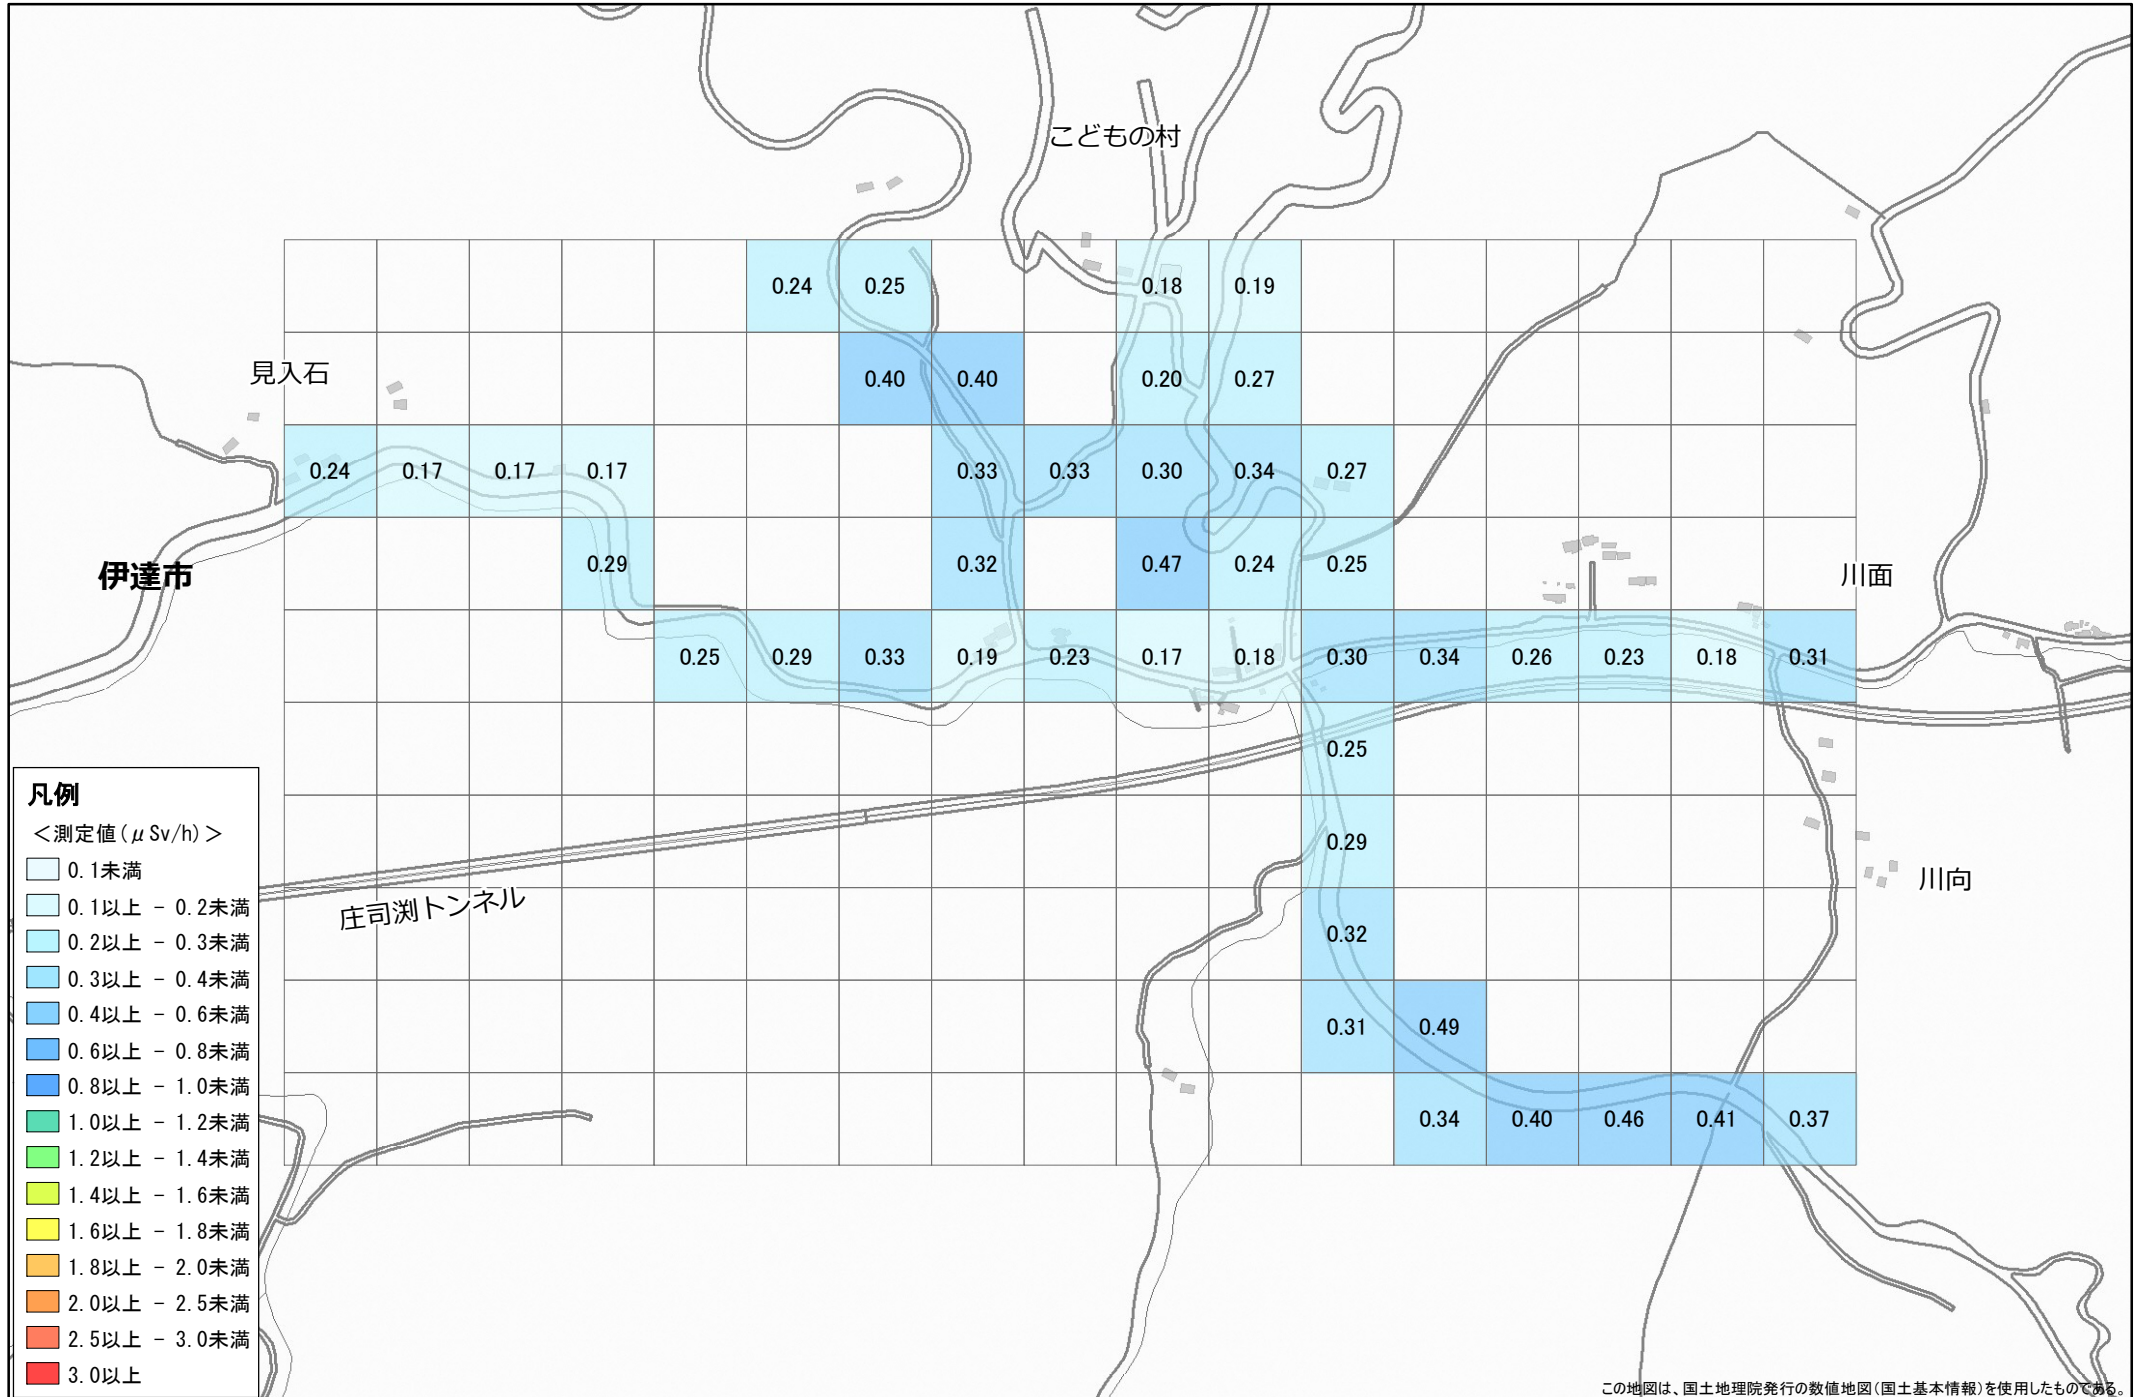 こどもの村
0.24 0.25 0.18 0.19
見入石
0.40 0.40 0.20 0.27
0.24 0.17 0.17 0.17 0.33 0.33 0.30 0.34 0.27
伊達市
0.29 0.32 0.47 0.24 0.25
川面
0.25 0.29 0.33 0.19 0.23 0.17 0.18 0.30 0.34 0.26 0.23 0.18 0.31
0.25
0.29
川向
庄司渕トンネル
0.32
0.31 0.49
0.34 0.40 0.46 0.41 0.37
凡例
＜測定値(μSv/h)＞
0.1未満
0.1以上 - 0.2未満
0.2以上 - 0.3未満
0.3以上 - 0.4未満
0.4以上 - 0.6未満
0.6以上 - 0.8未満
0.8以上 - 1.0未満
1.0以上 - 1.2未満
1.2以上 - 1.4未満
1.4以上 - 1.6未満
1.6以上 - 1.8未満
1.8以上 - 2.0未満
2.0以上 - 2.5未満
2.5以上 - 3.0未満
3.0以上
この地図は、国土地理院発行の数値地図(国土基本情報)を使用したものである。